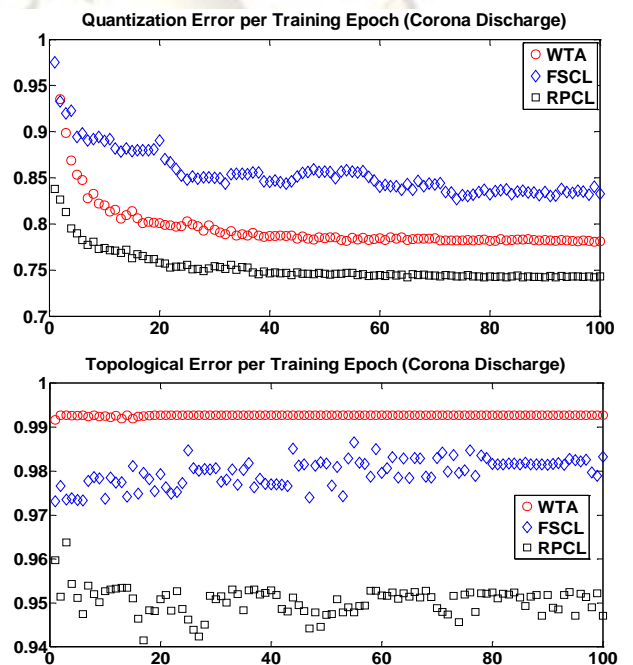 Quantization Error per Training Epoch (Corona Discharge)
1
0.95
0.9
0.85
0.8
0.75
0.7
0 20 40 60 80 100
WTA
FSCL
RPCL
Topological Error per Training Epoch (Corona Discharge)
1
0.99
0.98
0.97
0.96
0.95
0.94
0 20 40 60 80 100
WTA
FSCL
RPCL